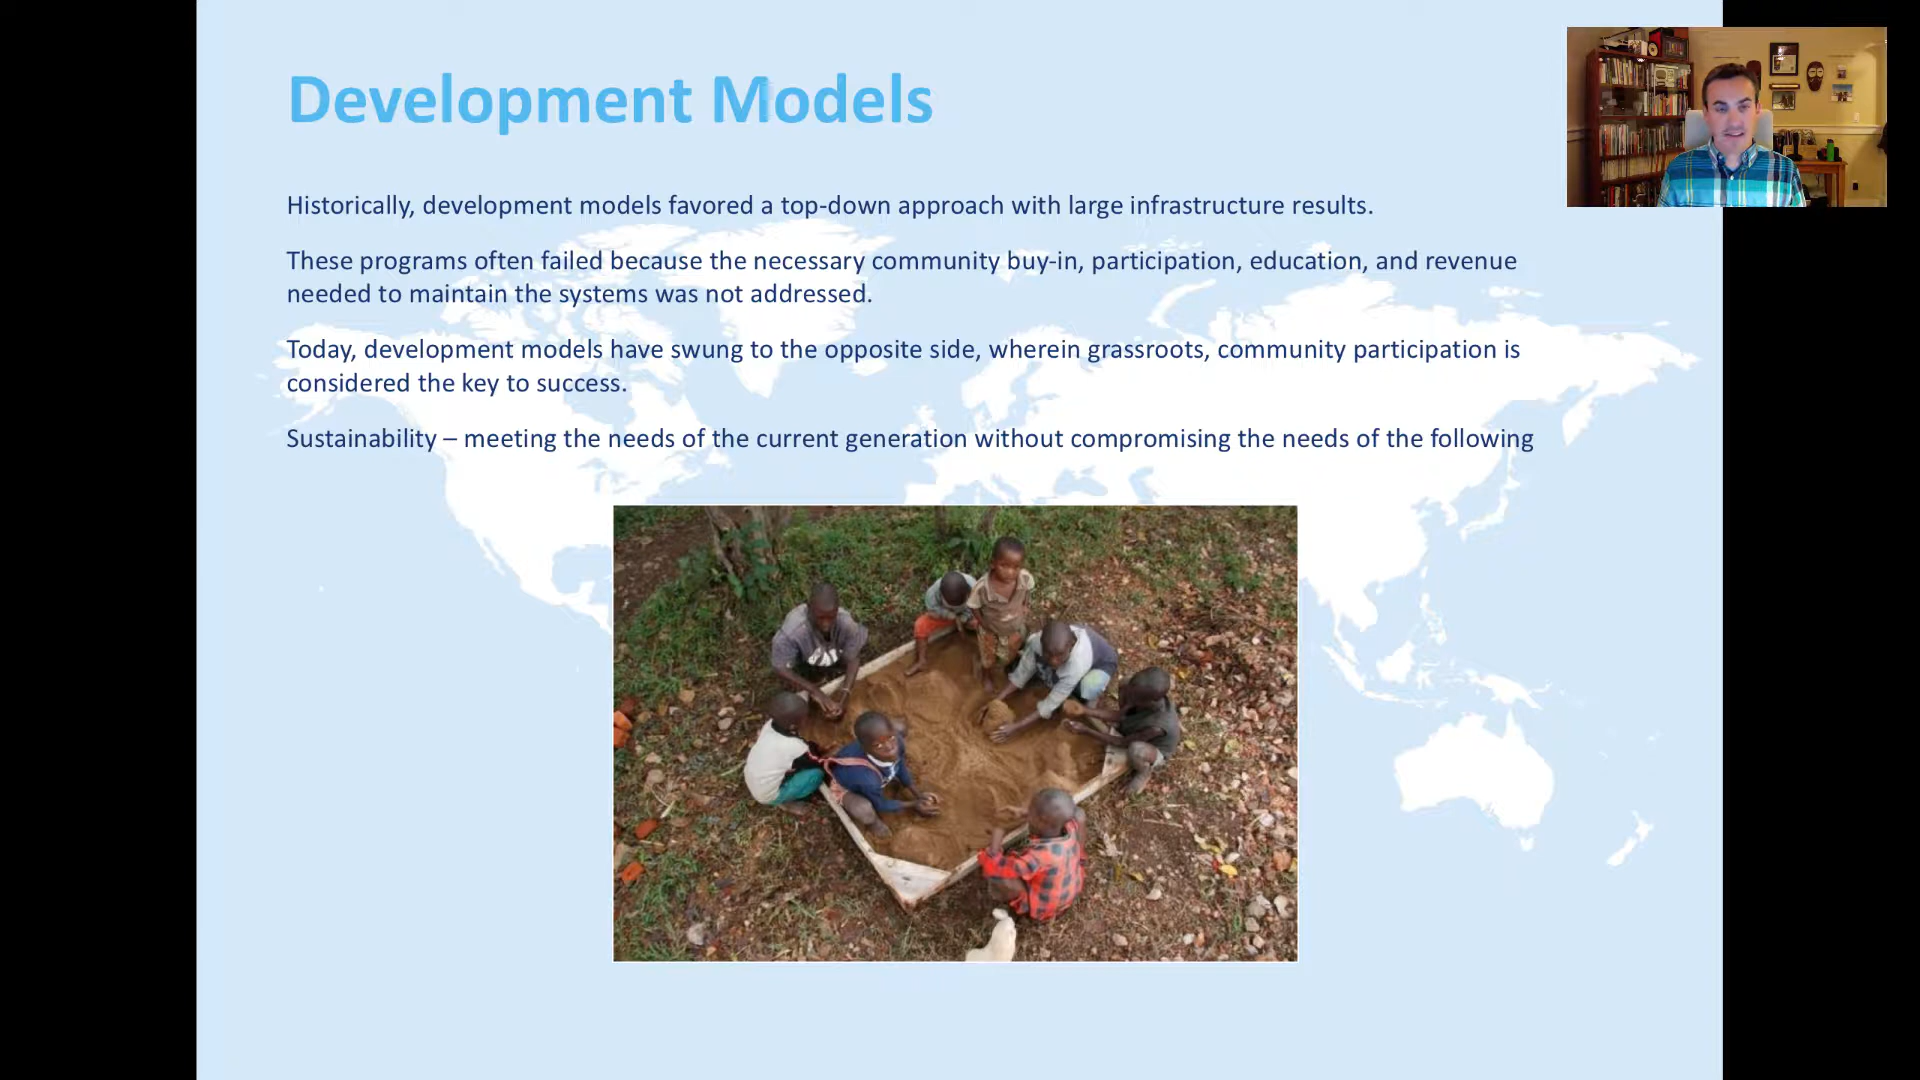 Development Models
Historically, development models favored a top-down approach with large infrastructure results.
These programs often failed because the necessary community buy-in, participation, education, and revenue
needed to maintain the systems was not addressed.
Today, development models have swung to the opposite side, wherein grassroots, community participation is
considered the key to success.
Sustainability – meeting the needs of the current generation without compromising the needs of the following